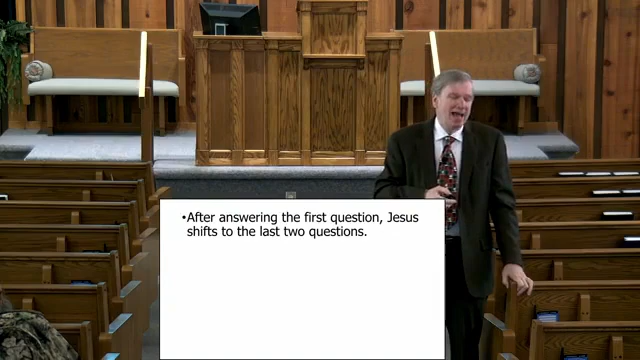 •After answering the first question, Jesus
shifts to the last two questions.